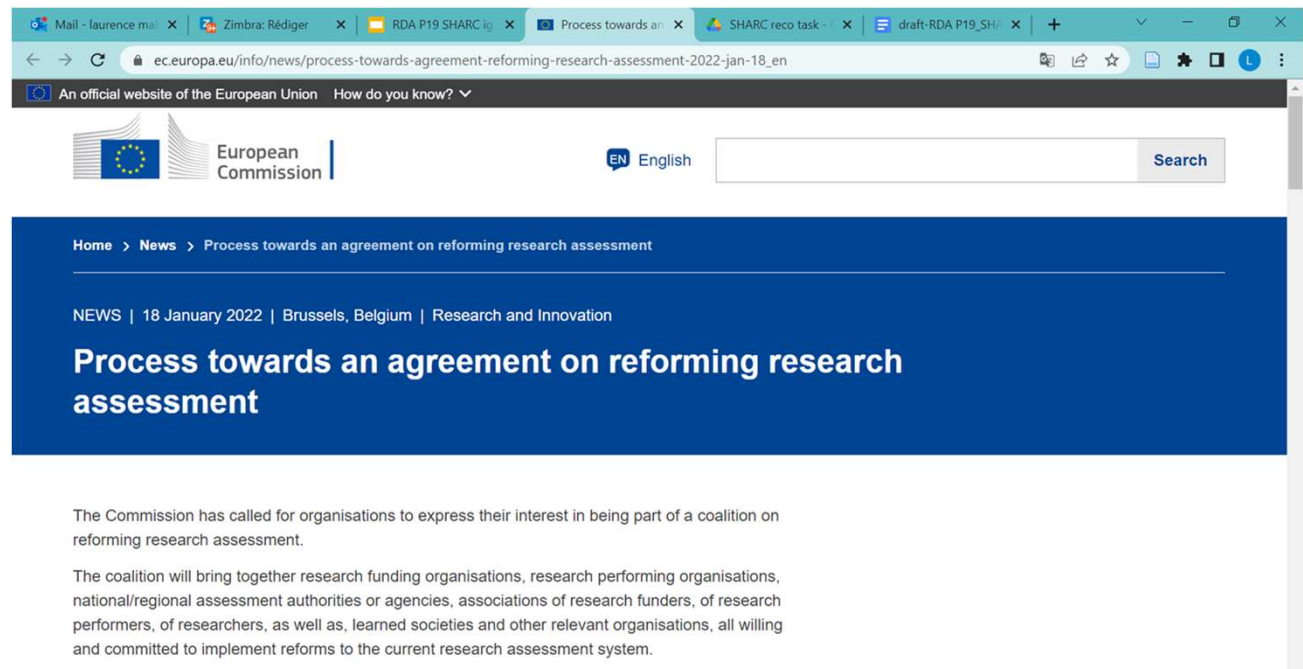 Mail - laurence ma
Zimbra: Rédiger
RDA P19 SHARC ig
Process towards an
SHARC reco task -
draft-RDA P19_SH
ec.europa.eu/info/news/process-towards-agreement-reforming-research-assessment-2022-jan-18_en
L
An official website of the European Union How do you know?
European
Commission
EN English
Search
Home > News > Process towards an agreement on reforming research assessment
NEWS | 18 January 2022 | Brussels, Belgium | Research and Innovation
Process towards an agreement on reforming research
assessment
The Commission has called for organisations to express their interest in being part of a coalition on
reforming research assessment.
The coalition will bring together research funding organisations, research performing organisations,
national/regional assessment authorities or agencies, associations of research funders, of research
performers, of researchers, as well as, learned societies and other relevant organisations, all willing
and committed to implement reforms to the current research assessment system.